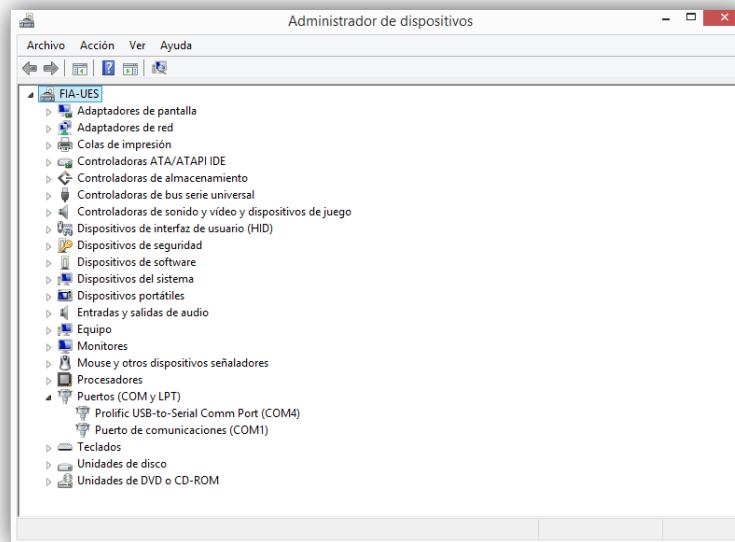 Administrador de dispositivos
Archivo Acción Ver Ayuda
FIA-UES
Adaptadores de pantalla
Adaptadores de red
Colas de impresión
Controladoras ATA/ATAPI IDE
Controladoras de almacenamiento
Controladoras de bus serie universal
Controladoras de sonido y vídeo y dispositivos de juego
Dispositivos de interfaz de usuario (HID)
Dispositivos de seguridad
Dispositivos de software
Dispositivos del sistema
Dispositivos portátiles
Entradas y salidas de audio
Equipo
Monitores
Mouse y otros dispositivos señaladores
Procesadores
Puertos (COM y LPT)
Prolific USB-to-Serial Comm Port (COM4)
Puerto de comunicaciones (COM1)
Teclados
Unidades de disco
Unidades de DVD o CD-ROM